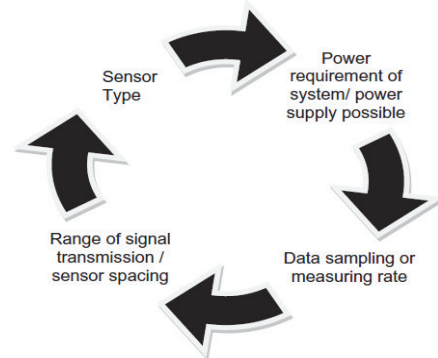 Sensor
Type
Power
requirement of
system/ power
supply possible
Data sampling or
measuring rate
Range of signal
transmission /
sensor spacing